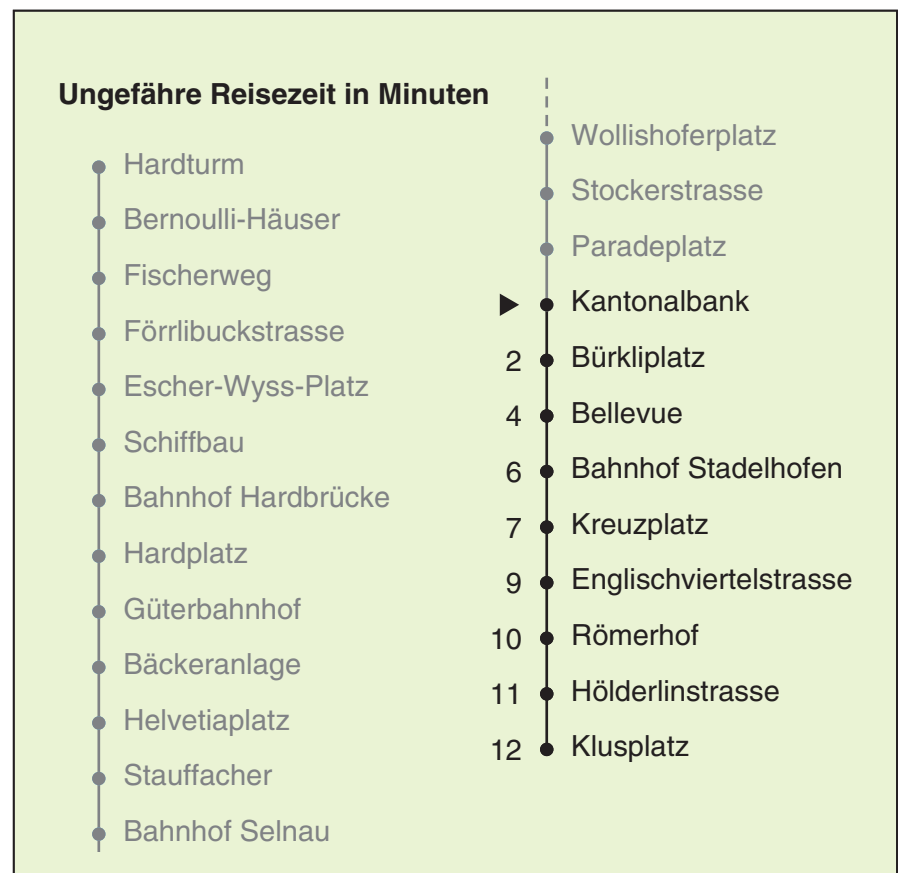 Ungefähre Reisezeit in Minuten
Hardturm
Bernoulli-Häuser
Fischerweg
Förrlibuckstrasse
Escher-Wyss-Platz
Schiffbau
Bahnhof Hardbrücke
Hardplatz
Güterbahnhof
Bäckeranlage
Helvetiaplatz
Stauffacher
Bahnhof Selnau
Wollishoferplatz
Stockerstrasse
Paradeplatz
Kantonalbank
2 Bürkliplatz
4 Bellevue
6 Bahnhof Stadelhofen
7 Kreuzplatz
9 Englischviertelstrasse
10 Römerhof
11 Hölderlinstrasse
12 Klusplatz